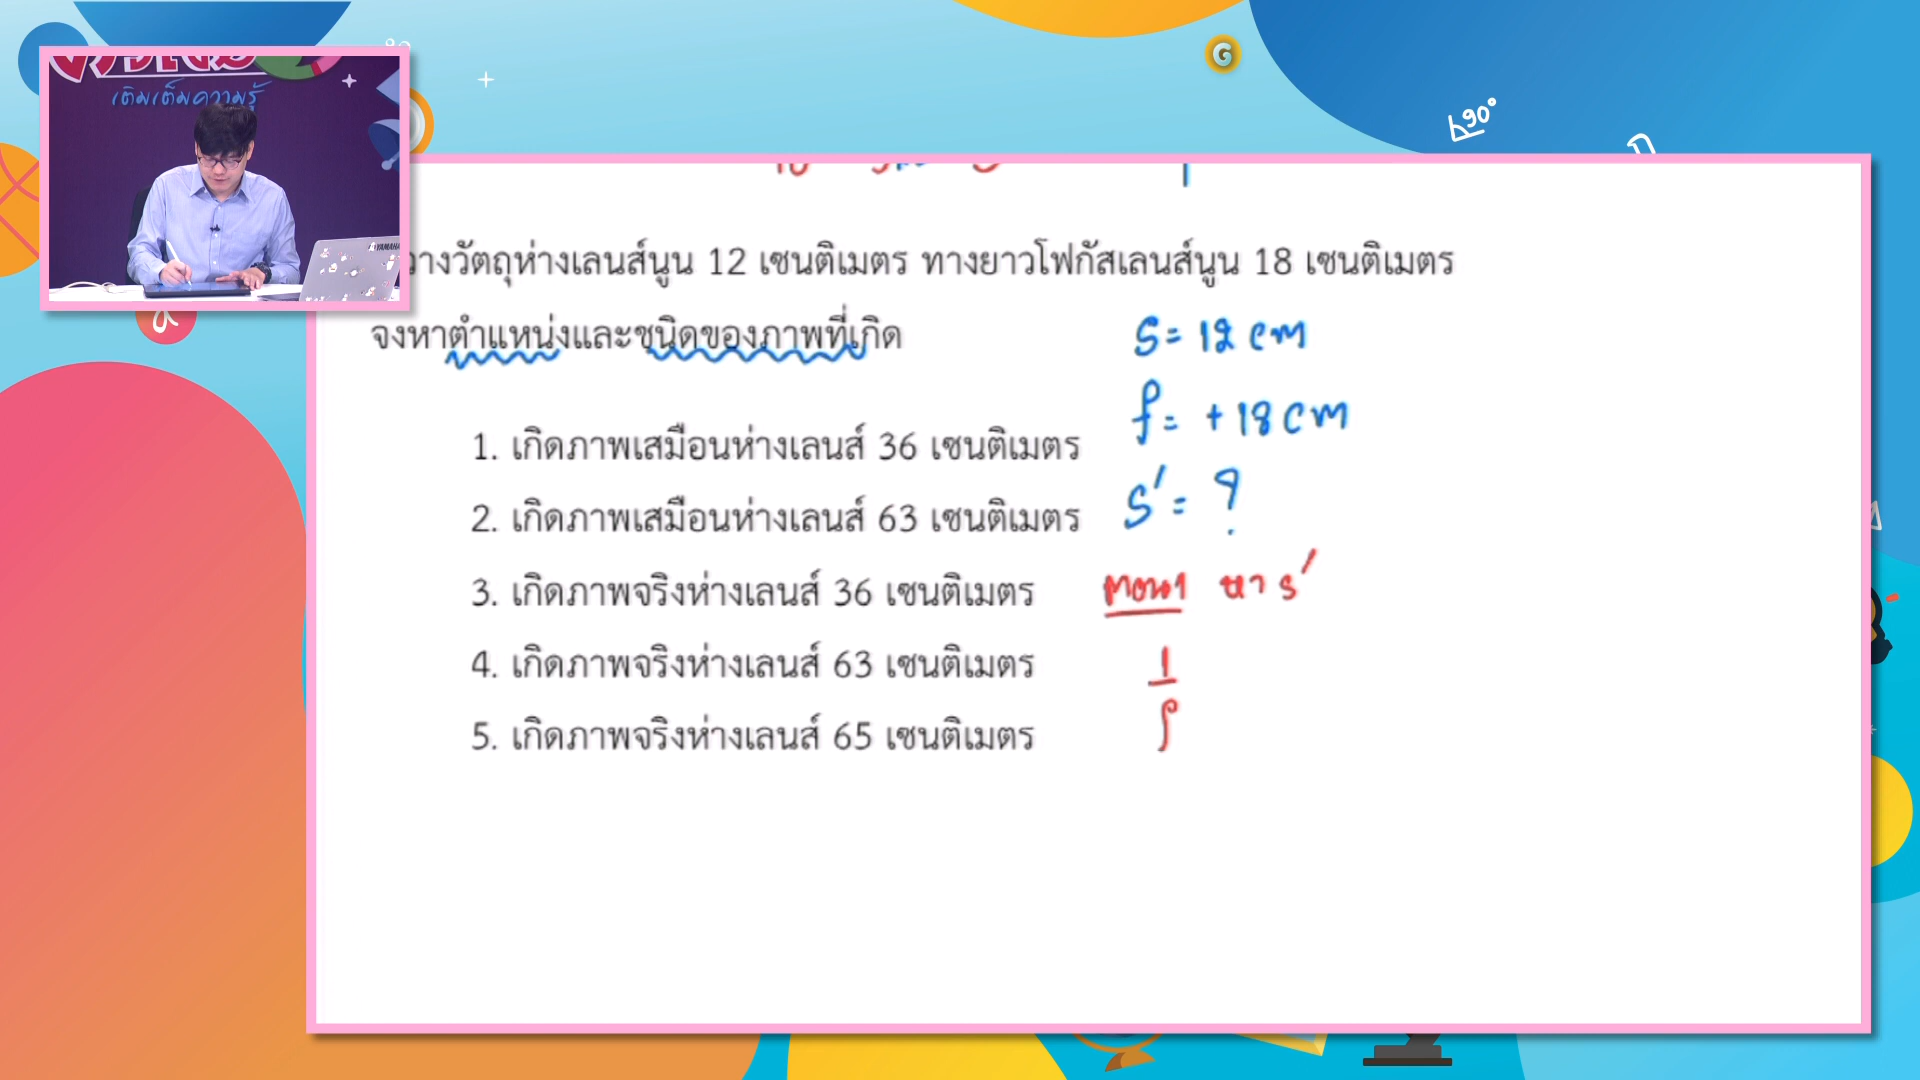 เติมเต็มความรู้
YAMAHA
G
90°
วางวัตถุห่างเลนส์นูน 12 เซนติเมตร ทางยาวโฟกัสเลนส์นูน 18 เซนติเมตร
จงหาตำแหน่งและชนิดของภาพที่เกิด
1. เกิดภาพเสมือนห่างเลนส์ 36 เซนติเมตร
2. เกิดภาพเสมือนห่างเลนส์ 63 เซนติเมตร
3. เกิดภาพจริงห่างเลนส์ 36 เซนติเมตร
4. เกิดภาพจริงห่างเลนส์ 63 เซนติเมตร
5. เกิดภาพจริงห่างเลนส์ 65 เซนติเมตร
S = 12 cm
f = +18 cm
S' = ?
ตอน1 หา S'
1
f